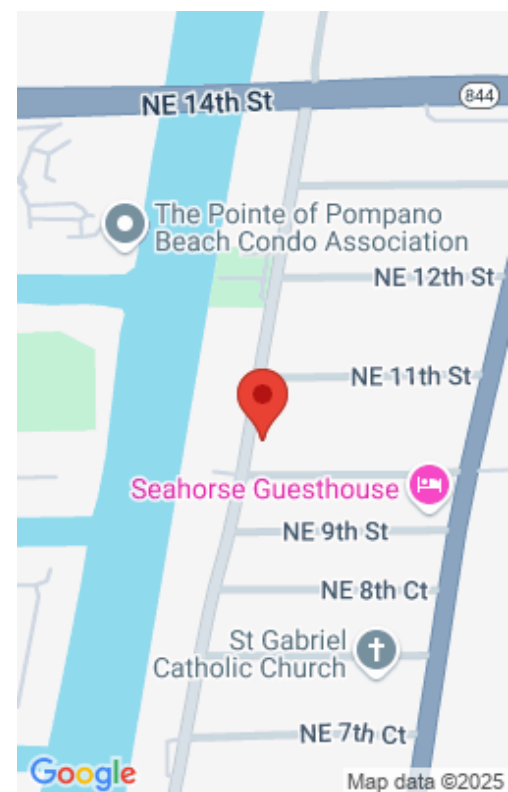 NE 14th St
844
The Pointe of Pompano
Beach Condo Association
NE 12th St
NE 11th St
Seahorse Guesthouse
NE 9th St
NE 8th Ct
St Gabriel
Catholic Church
NE 7th Ct
Google
Map data ©2025